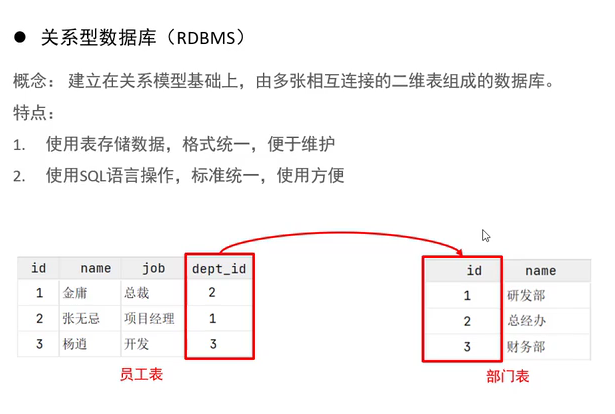 ● 关系型数据库（RDBMS）
概念： 建立在关系模型基础上，由多张相互连接的二维表组成的数据库。
特点：
1. 使用表存储数据，格式统一，便于维护
2. 使用SQL语言操作，标准统一，使用方便
id name job dept_id
1 金庸 总裁 2
2 张无忌 项目经理 1
3 杨逍 开发 3
员工表
id name
1 研发部
2 总经办
3 财务部
部门表